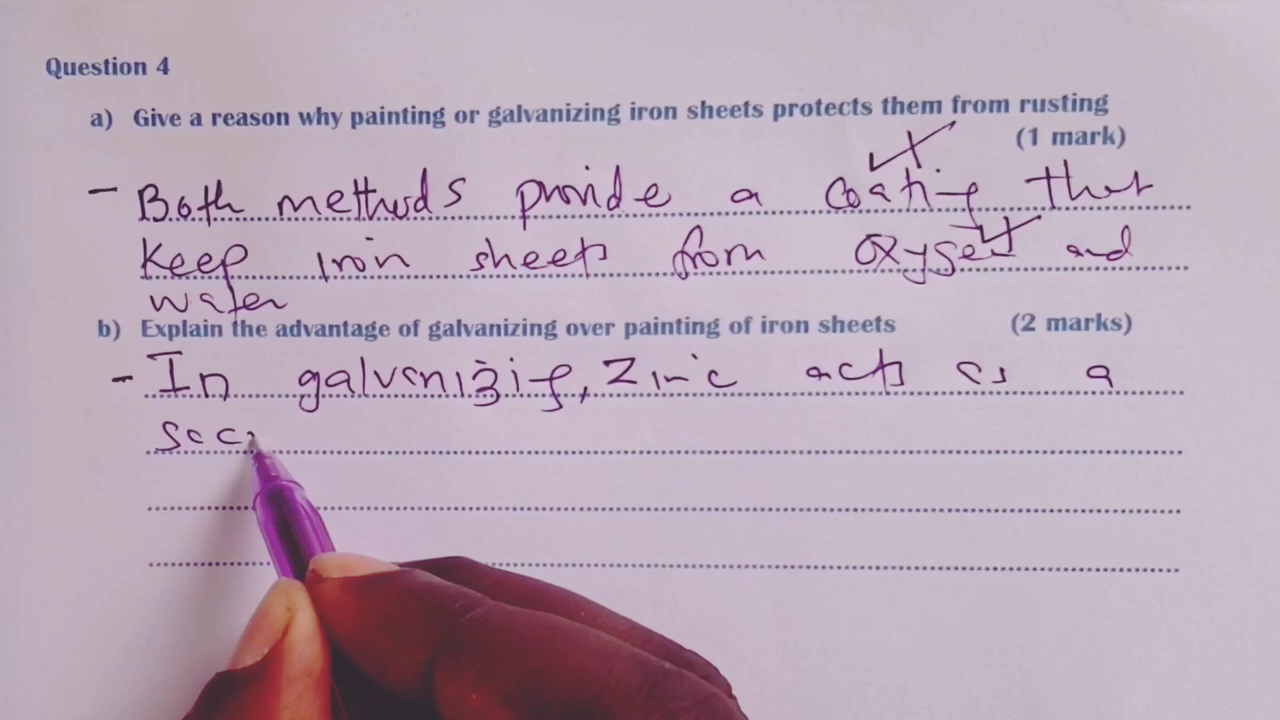 Question 4
a) Give a reason why painting or galvanizing iron sheets protects them from rusting
(1 mark)
- Both methods provide a coating that
keep iron sheets from oxygen and
water
b) Explain the advantage of galvanizing over painting of iron sheets (2 marks)
- In galvanizing, Zinc acts as a
sac